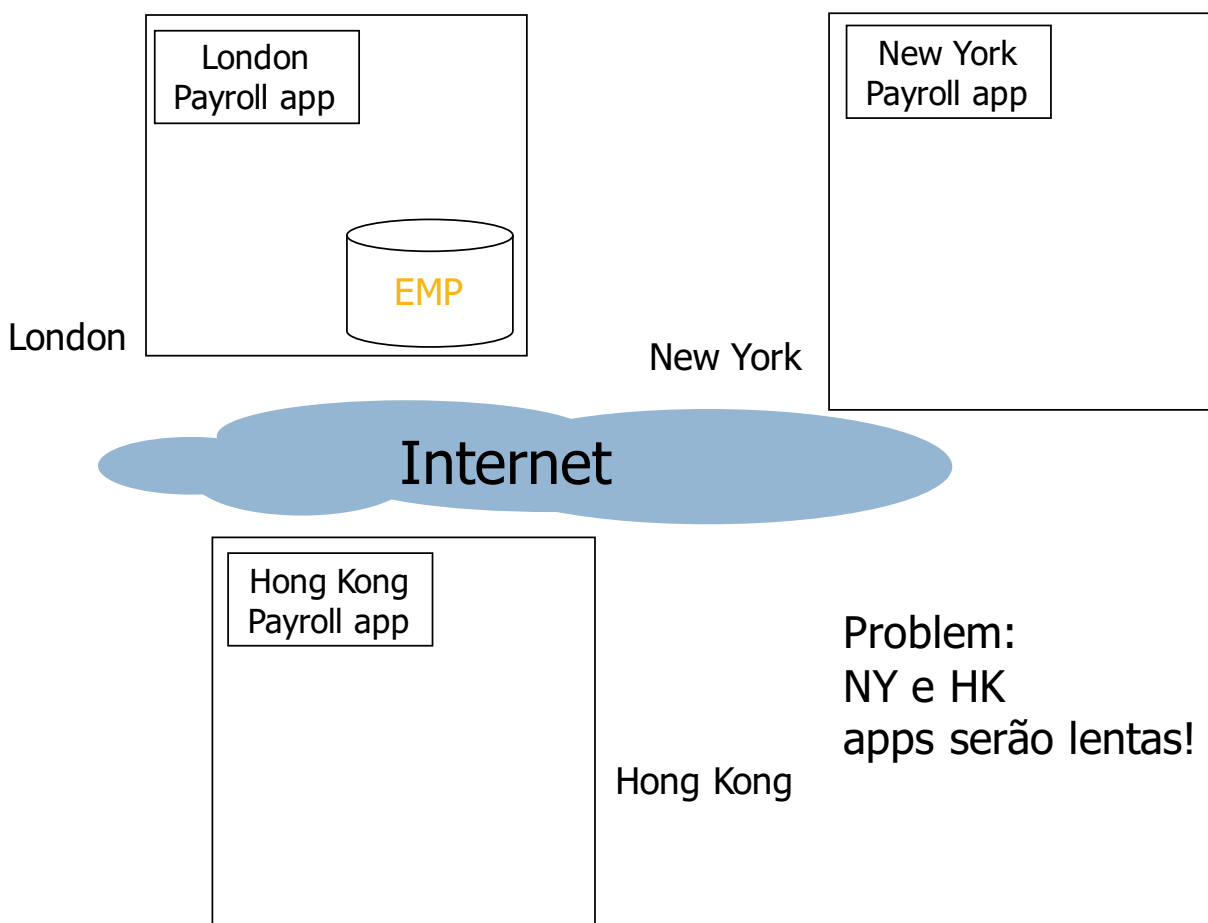 London
Payroll app
New York
Payroll app
EMP
London
New York
Internet
Hong Kong
Payroll app
Problem:
NY e HK
apps serão lentas!
Hong Kong